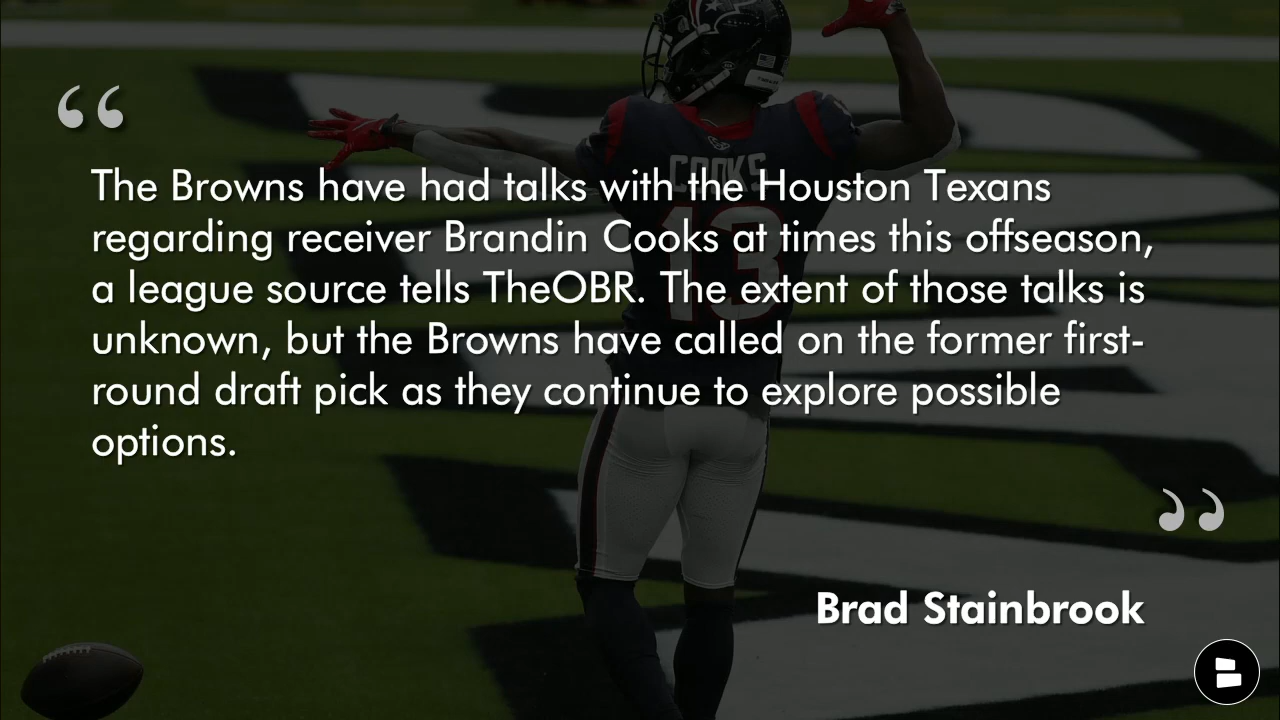 “
COOKS
13
The Browns have had talks with the Houston Texans
regarding receiver Brandin Cooks at times this offseason,
a league source tells TheOBR. The extent of those talks is
unknown, but the Browns have called on the former first-
round draft pick as they continue to explore possible
options.
”
Brad Stainbrook